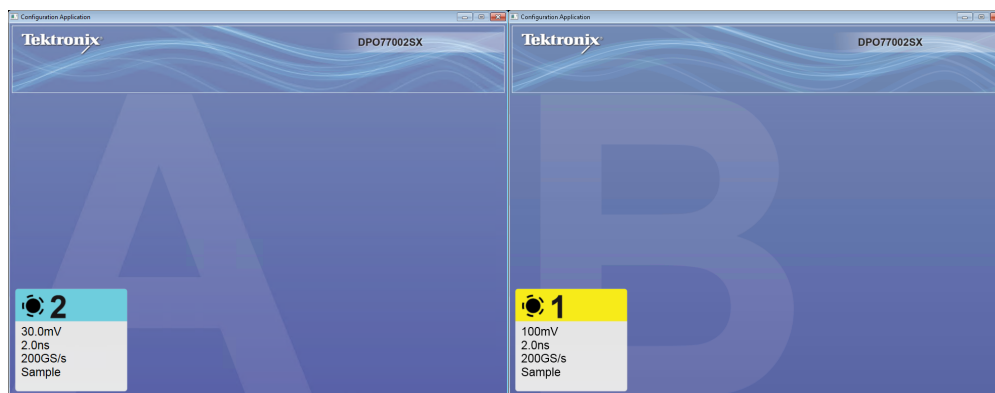 Configuration Application
Tektronix
DPO77002SX
A
2
30.0mV
2.0ns
200GS/s
Sample
Configuration Application
Tektronix
DPO77002SX
B
1
100mV
2.0ns
200GS/s
Sample